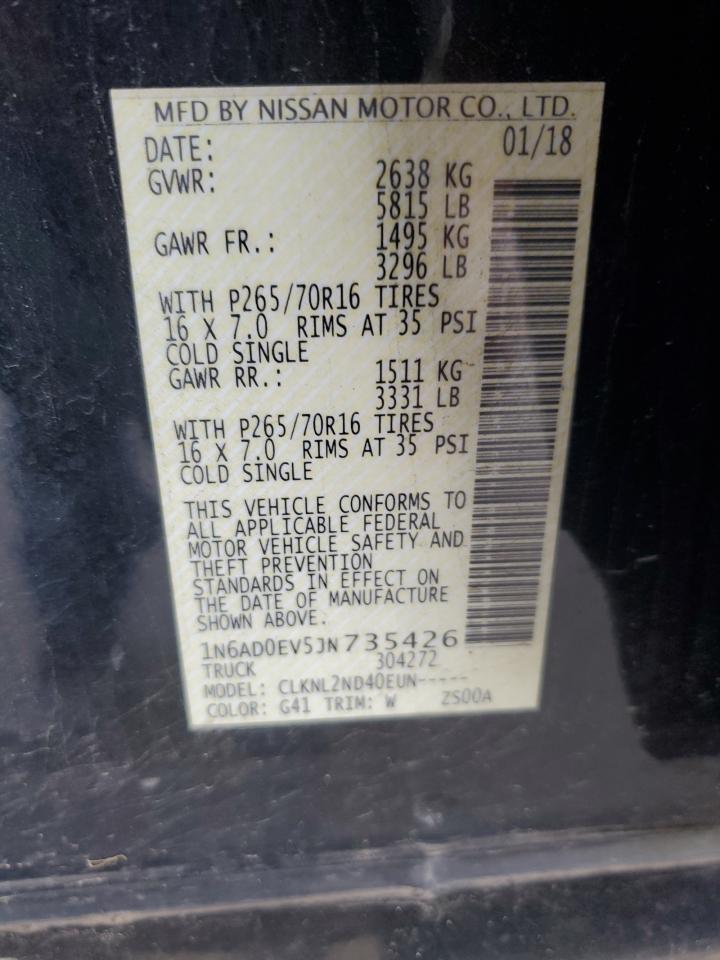 MFD BY NISSAN MOTOR CO., LTD.
DATE: 01/18
GVWR: 2638 KG
5815 LB
GAWR FR.: 1495 KG
3296 LB
WITH P265/70R16 TIRES
16 X 7.0 RIMS AT 35 PSI
COLD SINGLE
GAWR RR.: 1511 KG
3331 LB
WITH P265/70R16 TIRES
16 X 7.0 RIMS AT 35 PSI
COLD SINGLE
THIS VEHICLE CONFORMS TO
ALL APPLICABLE FEDERAL
MOTOR VEHICLE SAFETY AND
THEFT PREVENTION
STANDARDS IN EFFECT ON
THE DATE OF MANUFACTURE
SHOWN ABOVE.
1N6AD0EV5JN735426
TRUCK 304272
MODEL: CLKNL2ND40EUN-----
COLOR: G41 TRIM: W ZS00A